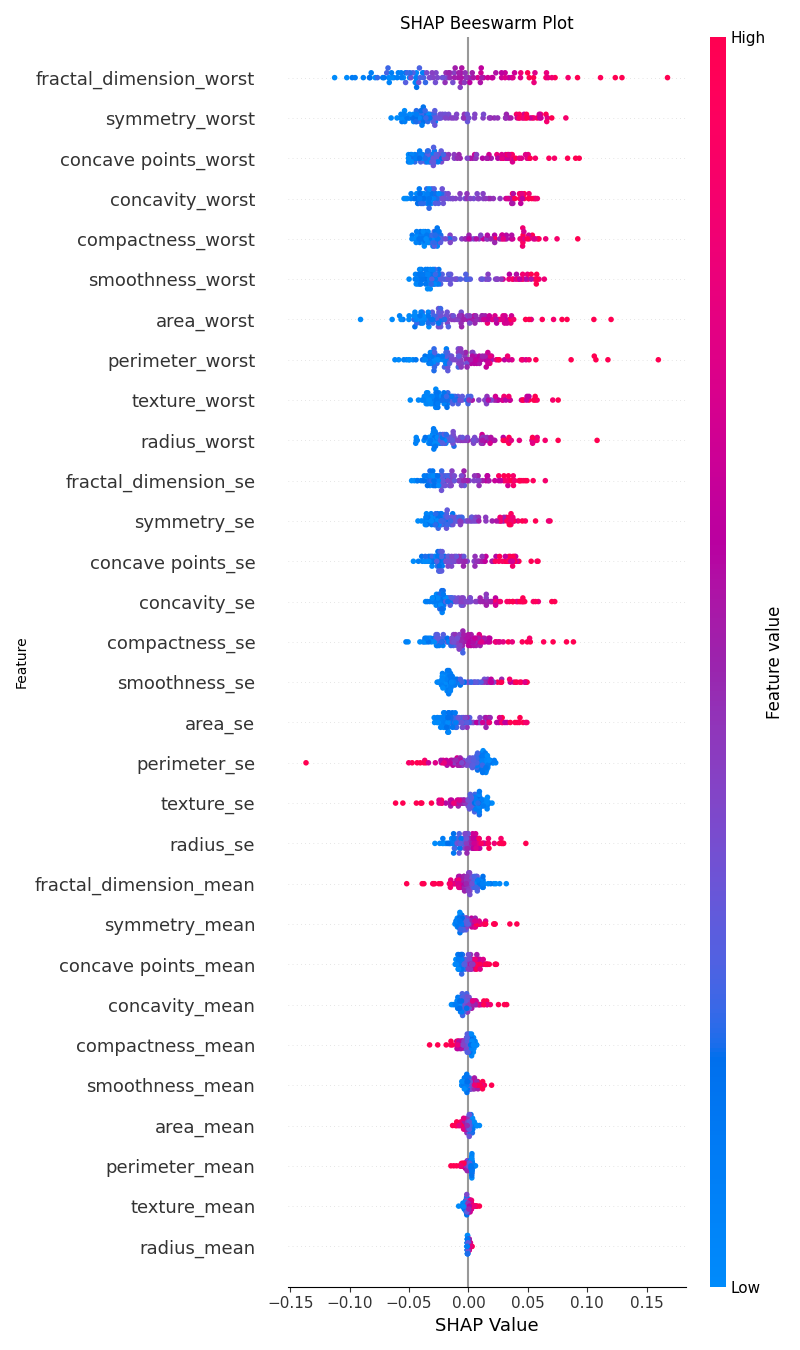 SHAP Beeswarm Plot
High
fractal_dimension_worst
symmetry_worst
concave points_worst
concavity_worst
compactness_worst
smoothness_worst
area_worst
perimeter_worst
texture_worst
radius_worst
fractal_dimension_se
symmetry_se
concave points_se
concavity_se
compactness_se
smoothness_se
area_se
perimeter_se
texture_se
radius_se
fractal_dimension_mean
symmetry_mean
concave points_mean
concavity_mean
compactness_mean
smoothness_mean
area_mean
perimeter_mean
texture_mean
radius_mean
Feature
Feature value
Low
−0.15 −0.10 −0.05 0.00 0.05 0.10 0.15
SHAP Value